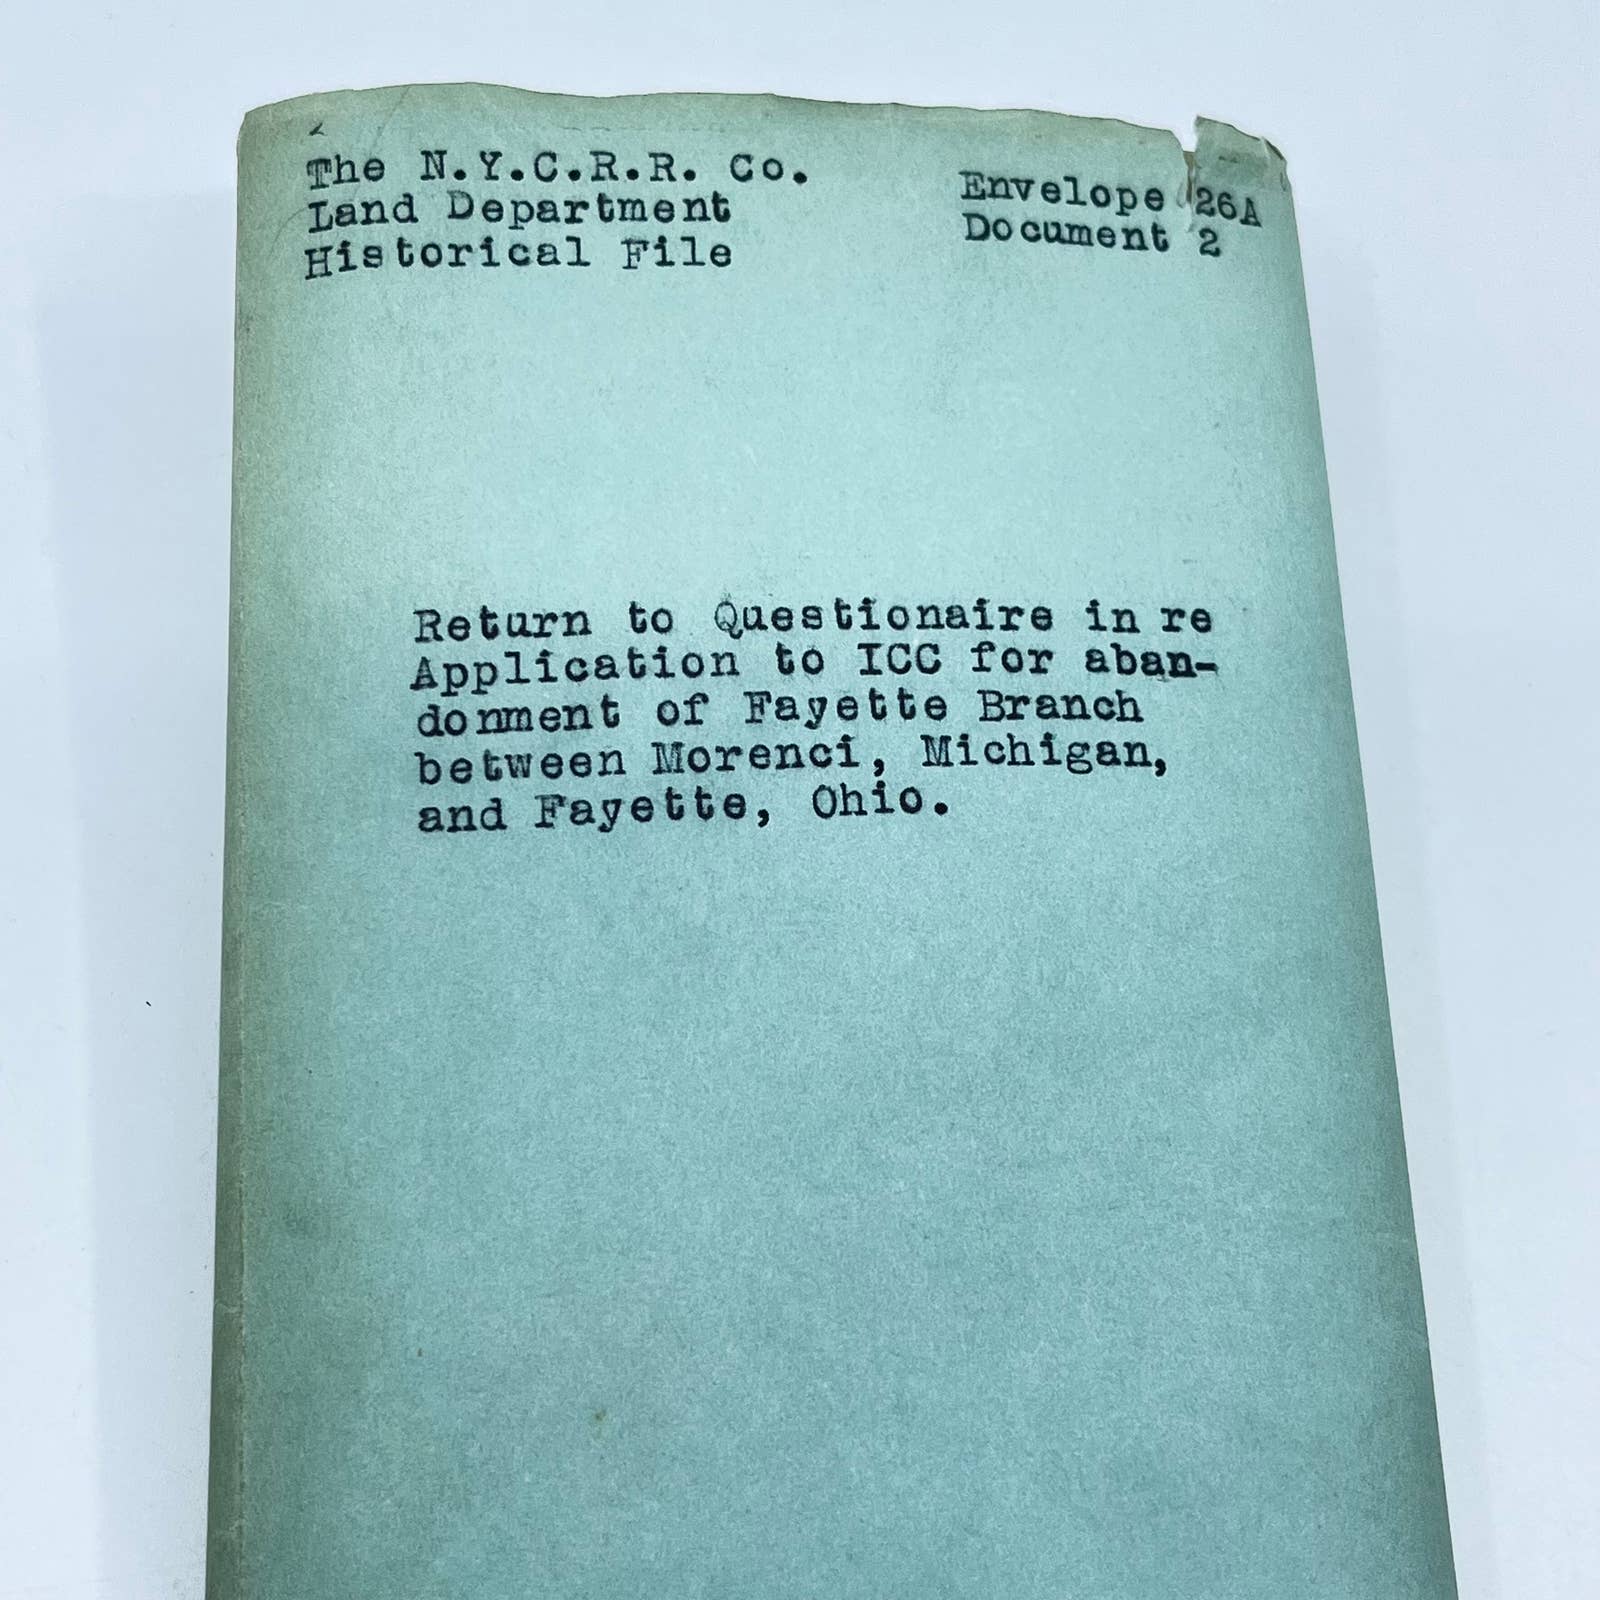 The N.Y.C.R.R. Co.
Land Department
Historical File
Envelope 26A
Document 2
Return to Questionaire in re
Application to ICC for aban-
donment of Fayette Branch
between Morenci, Michigan,
and Fayette, Ohio.